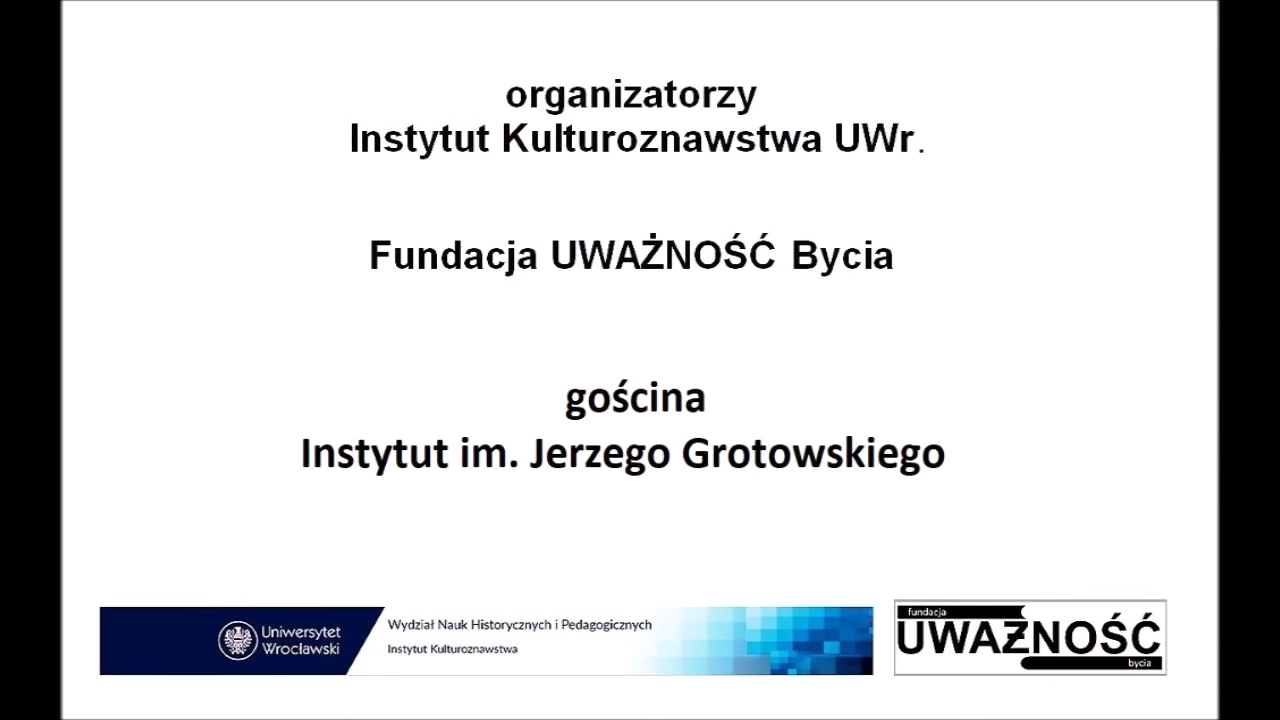 organizatorzy
Instytut Kulturoznawstwa UWr.
Fundacja UWAŻNOŚĆ Bycia
gościna
Instytut im. Jerzego Grotowskiego
Uniwersytet
Wrocławski
Wydział Nauk Historycznych i Pedagogicznych
Instytut Kulturoznawstwa
fundacja
UWAŻNOŚĆ
bycia